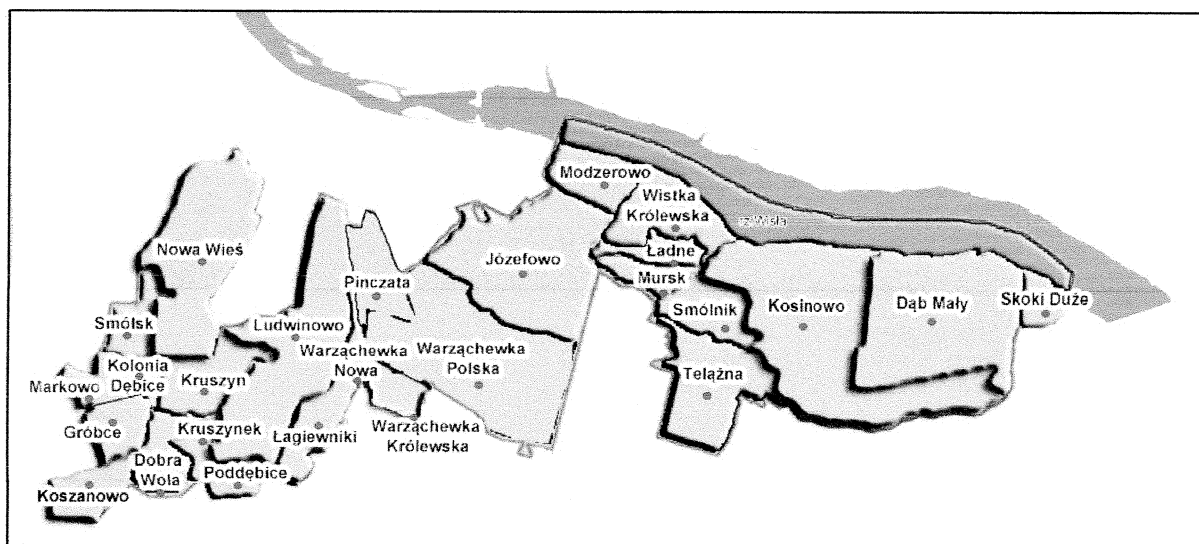 Modzerowo
Wistka
Królewska
rz. Wisła
Nowa Wieś
Ładne
Józefowo
Mursk
Pinczata
Kosinowo
Dąb Mały
Skoki Duże
Smólnik
Smólsk
Ludwinowo
Warząchewka
Nowa
Warząchewka
Polska
Kolonia
Dębice
Kruszyn
Telążna
Markowo
Gróbce
Kruszynek
Łagiewniki
Warząchewka
Królewska
Dobra
Wola
Poddębice
Koszanowo